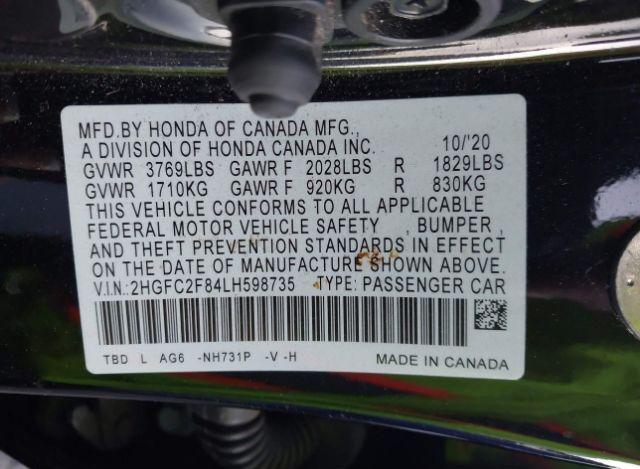 MFD.BY HONDA OF CANADA MFG.,
A DIVISION OF HONDA CANADA INC. 10/'20
GVWR 3769LBS GAWR F 2028LBS R 1829LBS
GVWR 1710KG GAWR F 920KG R 830KG
THIS VEHICLE CONFORMS TO ALL APPLICABLE
FEDERAL MOTOR VEHICLE SAFETY , BUMPER ,
AND THEFT PREVENTION STANDARDS IN EFFECT
ON THE DATE OF MANUFACTURE SHOWN ABOVE.
V.I.N.: 2HGFC2F84LH598735 TYPE: PASSENGER CAR
TBD L AG6 -NH731P -V -H MADE IN CANADA